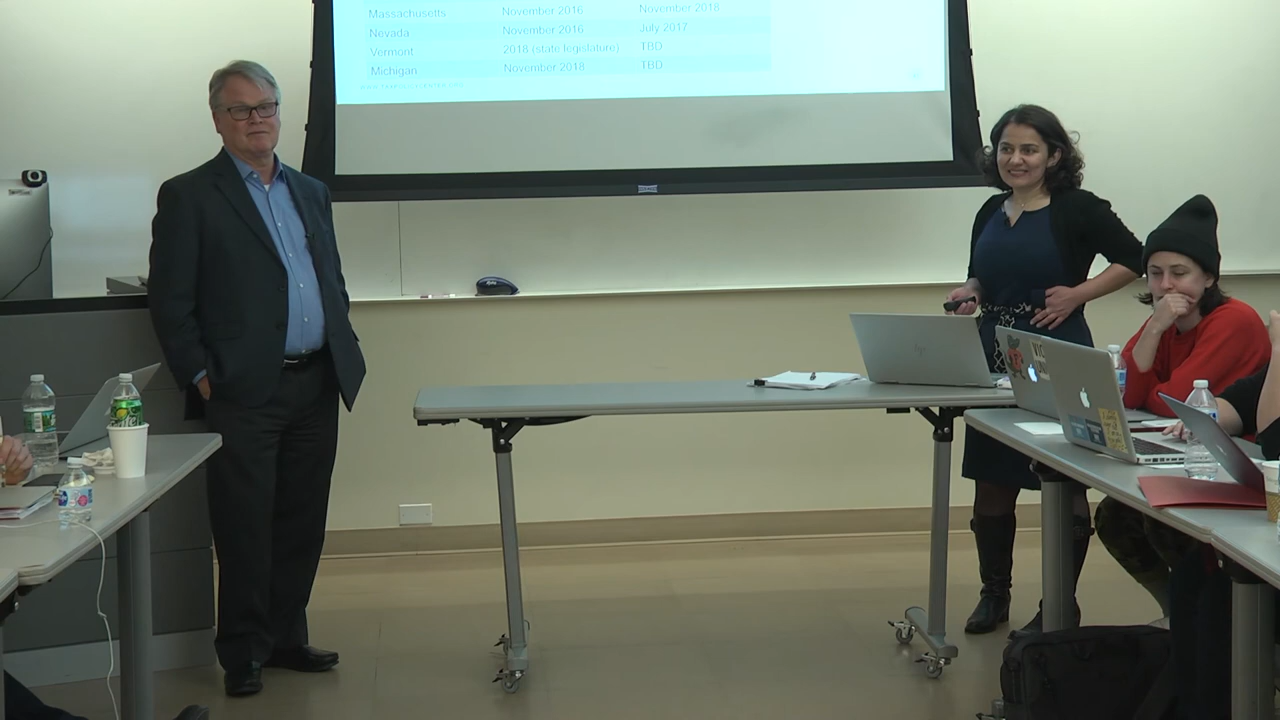 Massachusetts November 2016 November 2018
Nevada November 2016 July 2017
Vermont 2018 (state legislature) TBD
Michigan November 2018 TBD